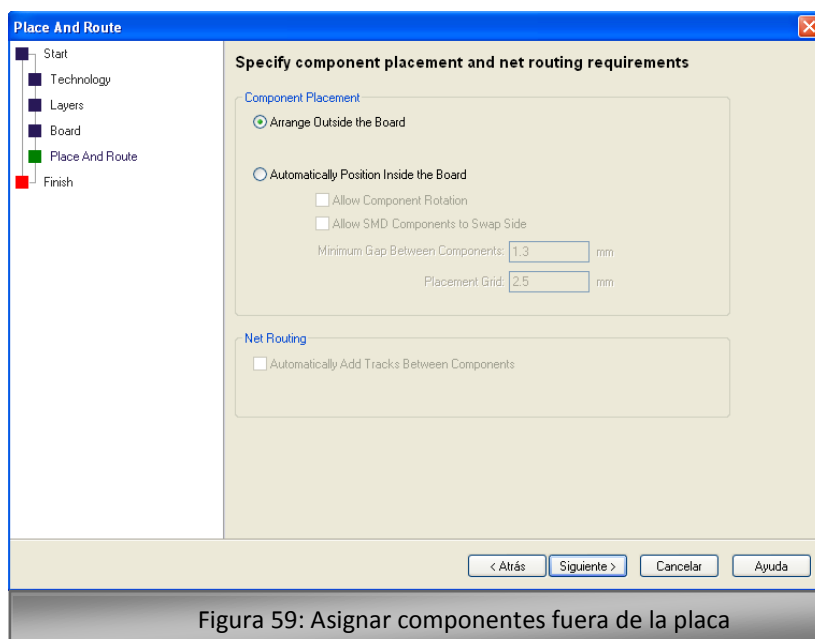 Place And Route
Start
Technology
Layers
Board
Place And Route
Finish
Specify component placement and net routing requirements
Component Placement
Arrange Outside the Board
Automatically Position Inside the Board
Allow Component Rotation
Allow SMD Components to Swap Side
Minimum Gap Between Components: 1.3 mm
Placement Grid: 2.5 mm
Net Routing
Automatically Add Tracks Between Components
< Atrás Siguiente > Cancelar Ayuda
Figura 59: Asignar componentes fuera de la placa